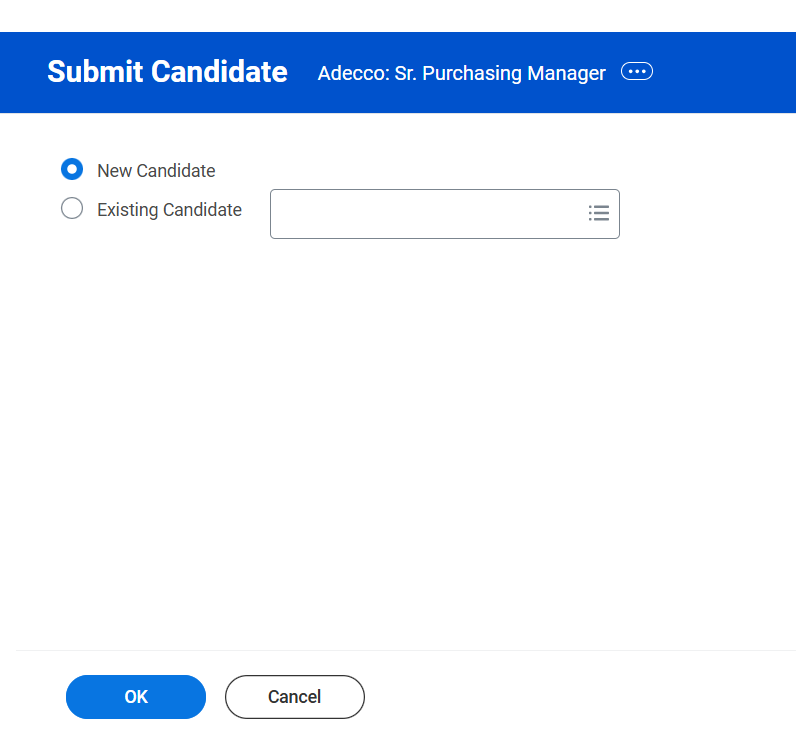 Submit Candidate Adecco: Sr. Purchasing Manager
New Candidate
Existing Candidate
OK Cancel